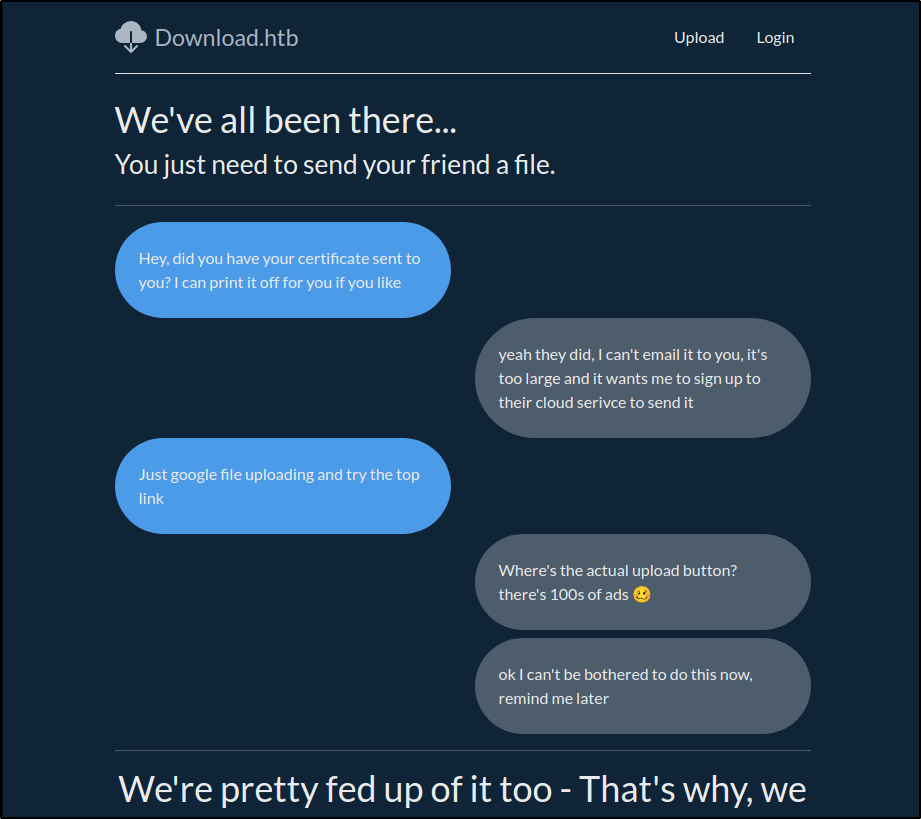 Download.htb
Upload
Login
We've all been there...
You just need to send your friend a file.
Hey, did you have your certificate sent to
you? I can print it off for you if you like
yeah they did, I can't email it to you, it's
too large and it wants me to sign up to
their cloud serivce to send it
Just google file uploading and try the top
link
Where's the actual upload button?
there's 100s of ads 🥴
ok I can't be bothered to do this now,
remind me later
We're pretty fed up of it too - That's why, we